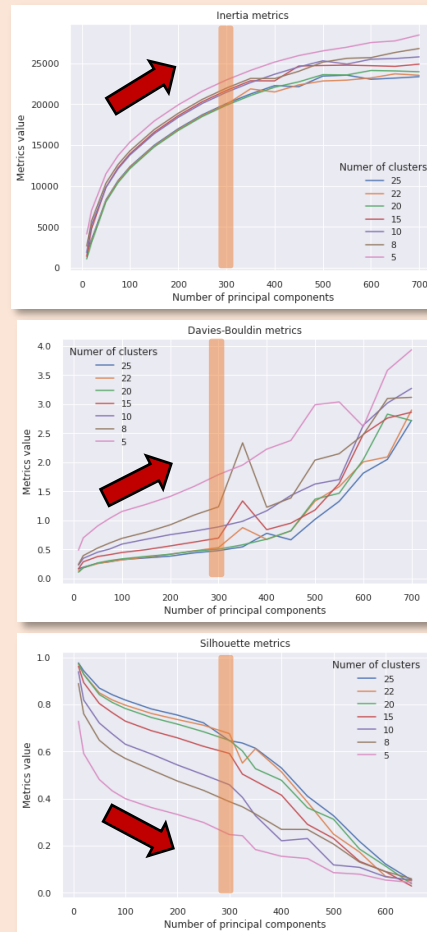 Inertia metrics
25000
20000
15000
10000
5000
0
Metrics value
Numer of clusters
25
22
20
15
10
8
5
0 100 200 300 400 500 600 700
Number of principal components
Davies-Bouldin metrics
4.0
3.5
3.0
2.5
2.0
1.5
1.0
0.5
0.0
Metrics value
Numer of clusters
25
22
20
15
10
8
5
0 100 200 300 400 500 600 700
Number of principal components
Silhouette metrics
1.0
0.8
0.6
0.4
0.2
0.0
Metrics value
Numer of clusters
25
22
20
15
10
8
5
0 100 200 300 400 500 600
Number of principal components